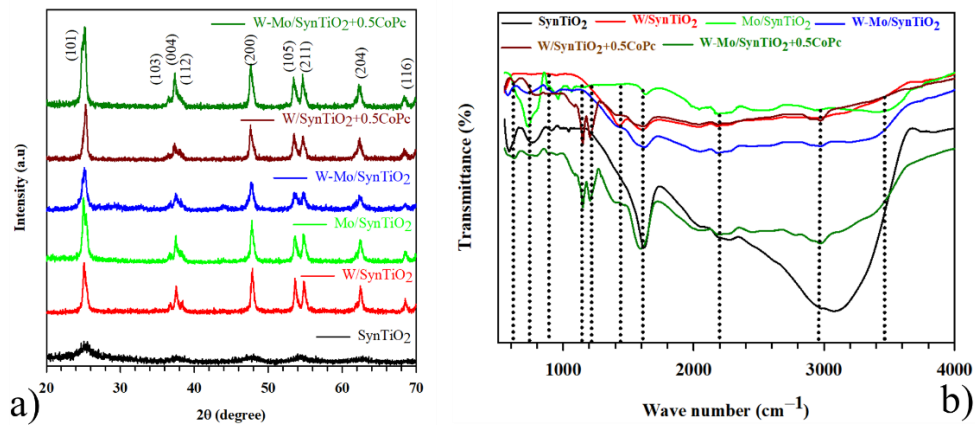 W-Mo/SynTiO2+0.5CoPc
(101)
(103)
(004)
(112)
(200)
(105)
(211)
(204)
(116)
W/SynTiO2+0.5CoPc
W-Mo/SynTiO2
Mo/SynTiO2
W/SynTiO2
SynTiO2
Intensity (a.u)
20 30 40 50 60 70
2θ (degree)
a)
SynTiO2 W/SynTiO2 Mo/SynTiO2 W-Mo/SynTiO2
W/SynTiO2+0.5CoPc W-Mo/SynTiO2+0.5CoPc
Transmittance (%)
1000 2000 3000 4000
Wave number (cm−1)
b)